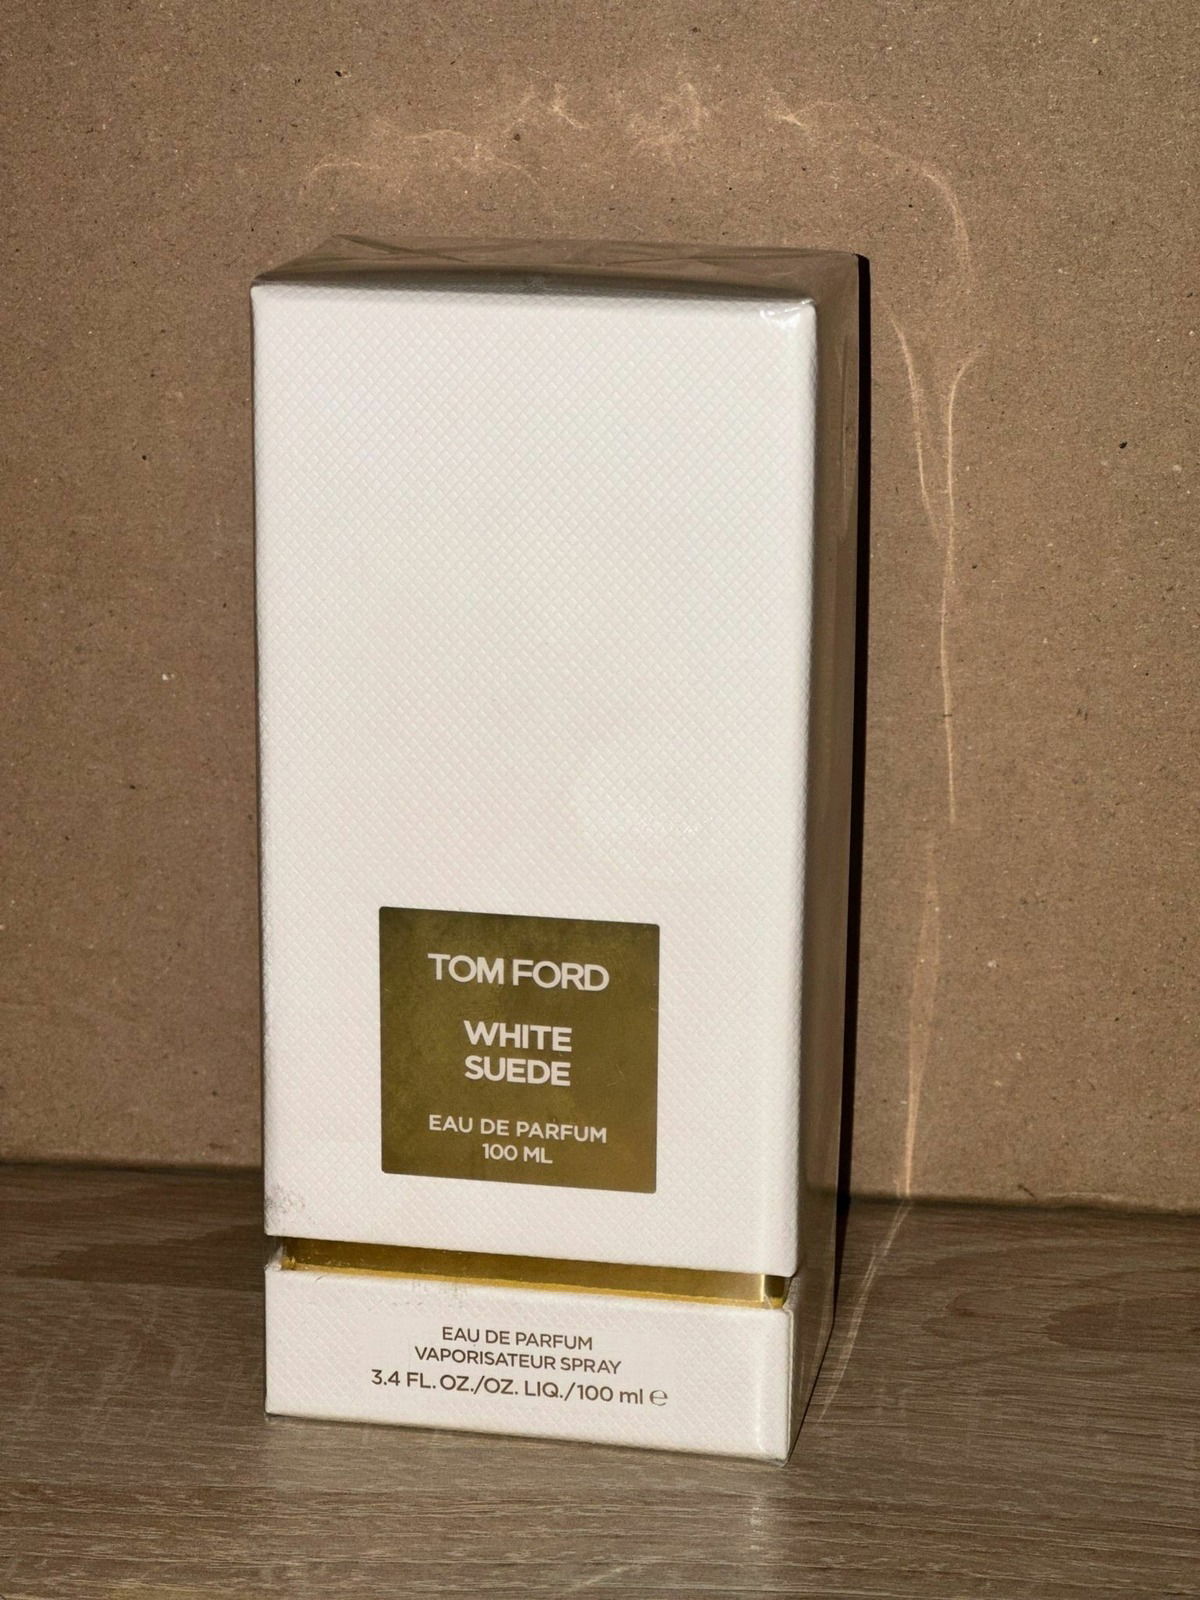 TOM FORD
WHITE
SUEDE
EAU DE PARFUM
100 ML
EAU DE PARFUM
VAPORISATEUR SPRAY
3.4 FL. OZ./OZ. LIQ./100 ml ℮